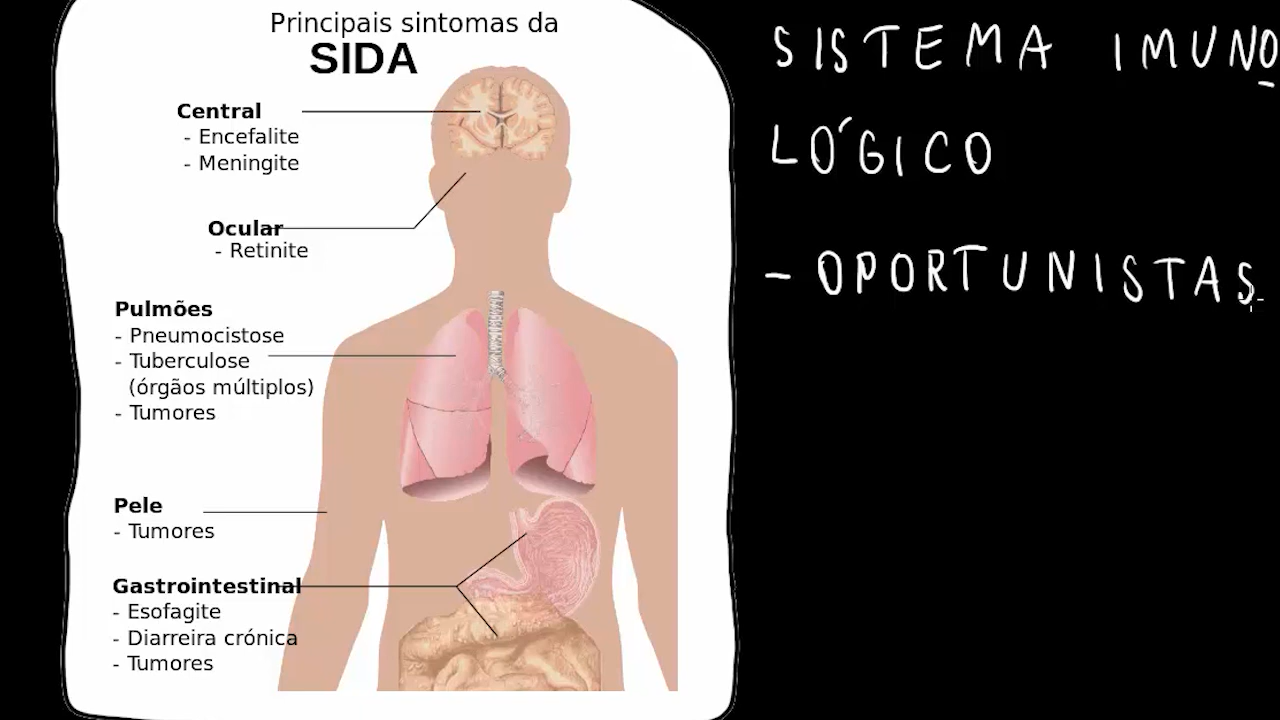 Principais sintomas da
SIDA
Central
- Encefalite
- Meningite
Ocular
- Retinite
Pulmões
- Pneumocistose
- Tuberculose
(órgãos múltiplos)
- Tumores
Pele
- Tumores
Gastrointestinal
- Esofagite
- Diarreira crónica
- Tumores
SISTEMA IMUNO
LÓGICO
- OPORTUNISTAS